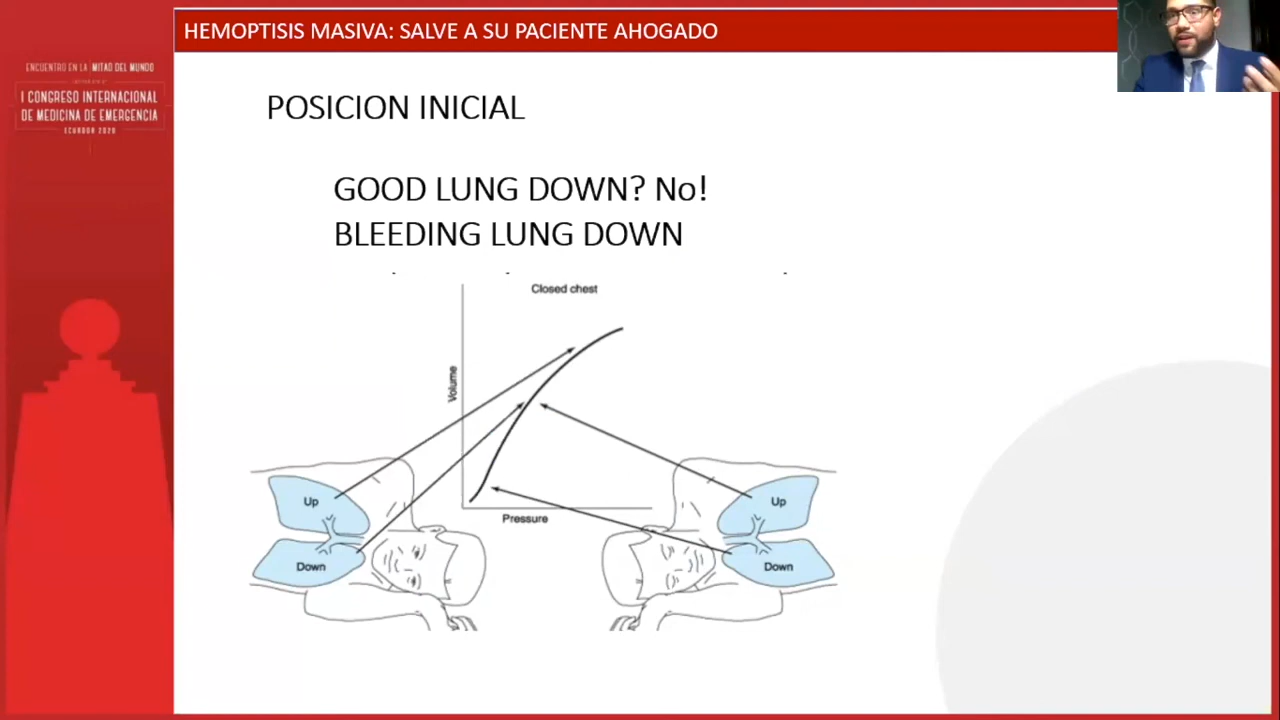 HEMOPTISIS MASIVA: SALVE A SU PACIENTE AHOGADO
ENCUENTRO EN LA MITAD DEL MUNDO
I CONGRESO INTERNACIONAL
DE MEDICINA DE EMERGENCIA
ECUADOR 2020
POSICION INICIAL
GOOD LUNG DOWN? No!
BLEEDING LUNG DOWN
Closed chest
Volume
Pressure
Up
Down
Up
Down